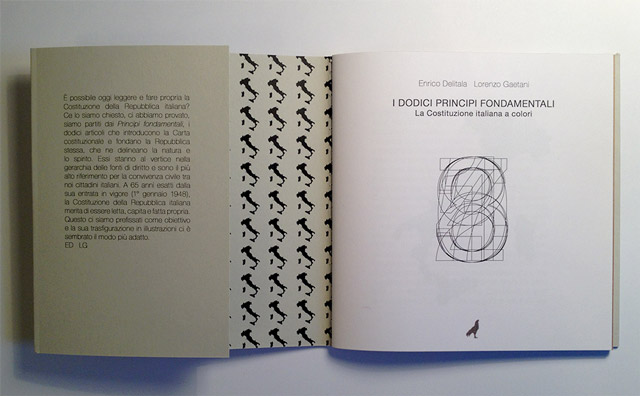 È possibile oggi leggere e fare propria la
Costituzione della Repubblica italiana?
Ce lo siamo chiesto, ci abbiamo provato,
siamo partiti dai Principi fondamentali, i
dodici articoli che introducono la Carta
costituzionale e fondano la Repubblica
stessa, che ne delineano la natura e
lo spirito. Essi stanno al vertice nella
gerarchia delle fonti di diritto e sono il più
alto riferimento per la convivenza civile tra
noi cittadini italiani. A 65 anni esatti dalla
sua entrata in vigore (1° gennaio 1948),
la Costituzione della Repubblica italiana
merita di essere letta, capita e fatta propria.
Questo ci siamo prefissati come obiettivo
e la sua trasfigurazione in illustrazioni ci è
sembrato il modo più adatto.
ED LG
Enrico Delitala Lorenzo Gaetani
I DODICI PRINCIPI FONDAMENTALI
La Costituzione italiana a colori
8